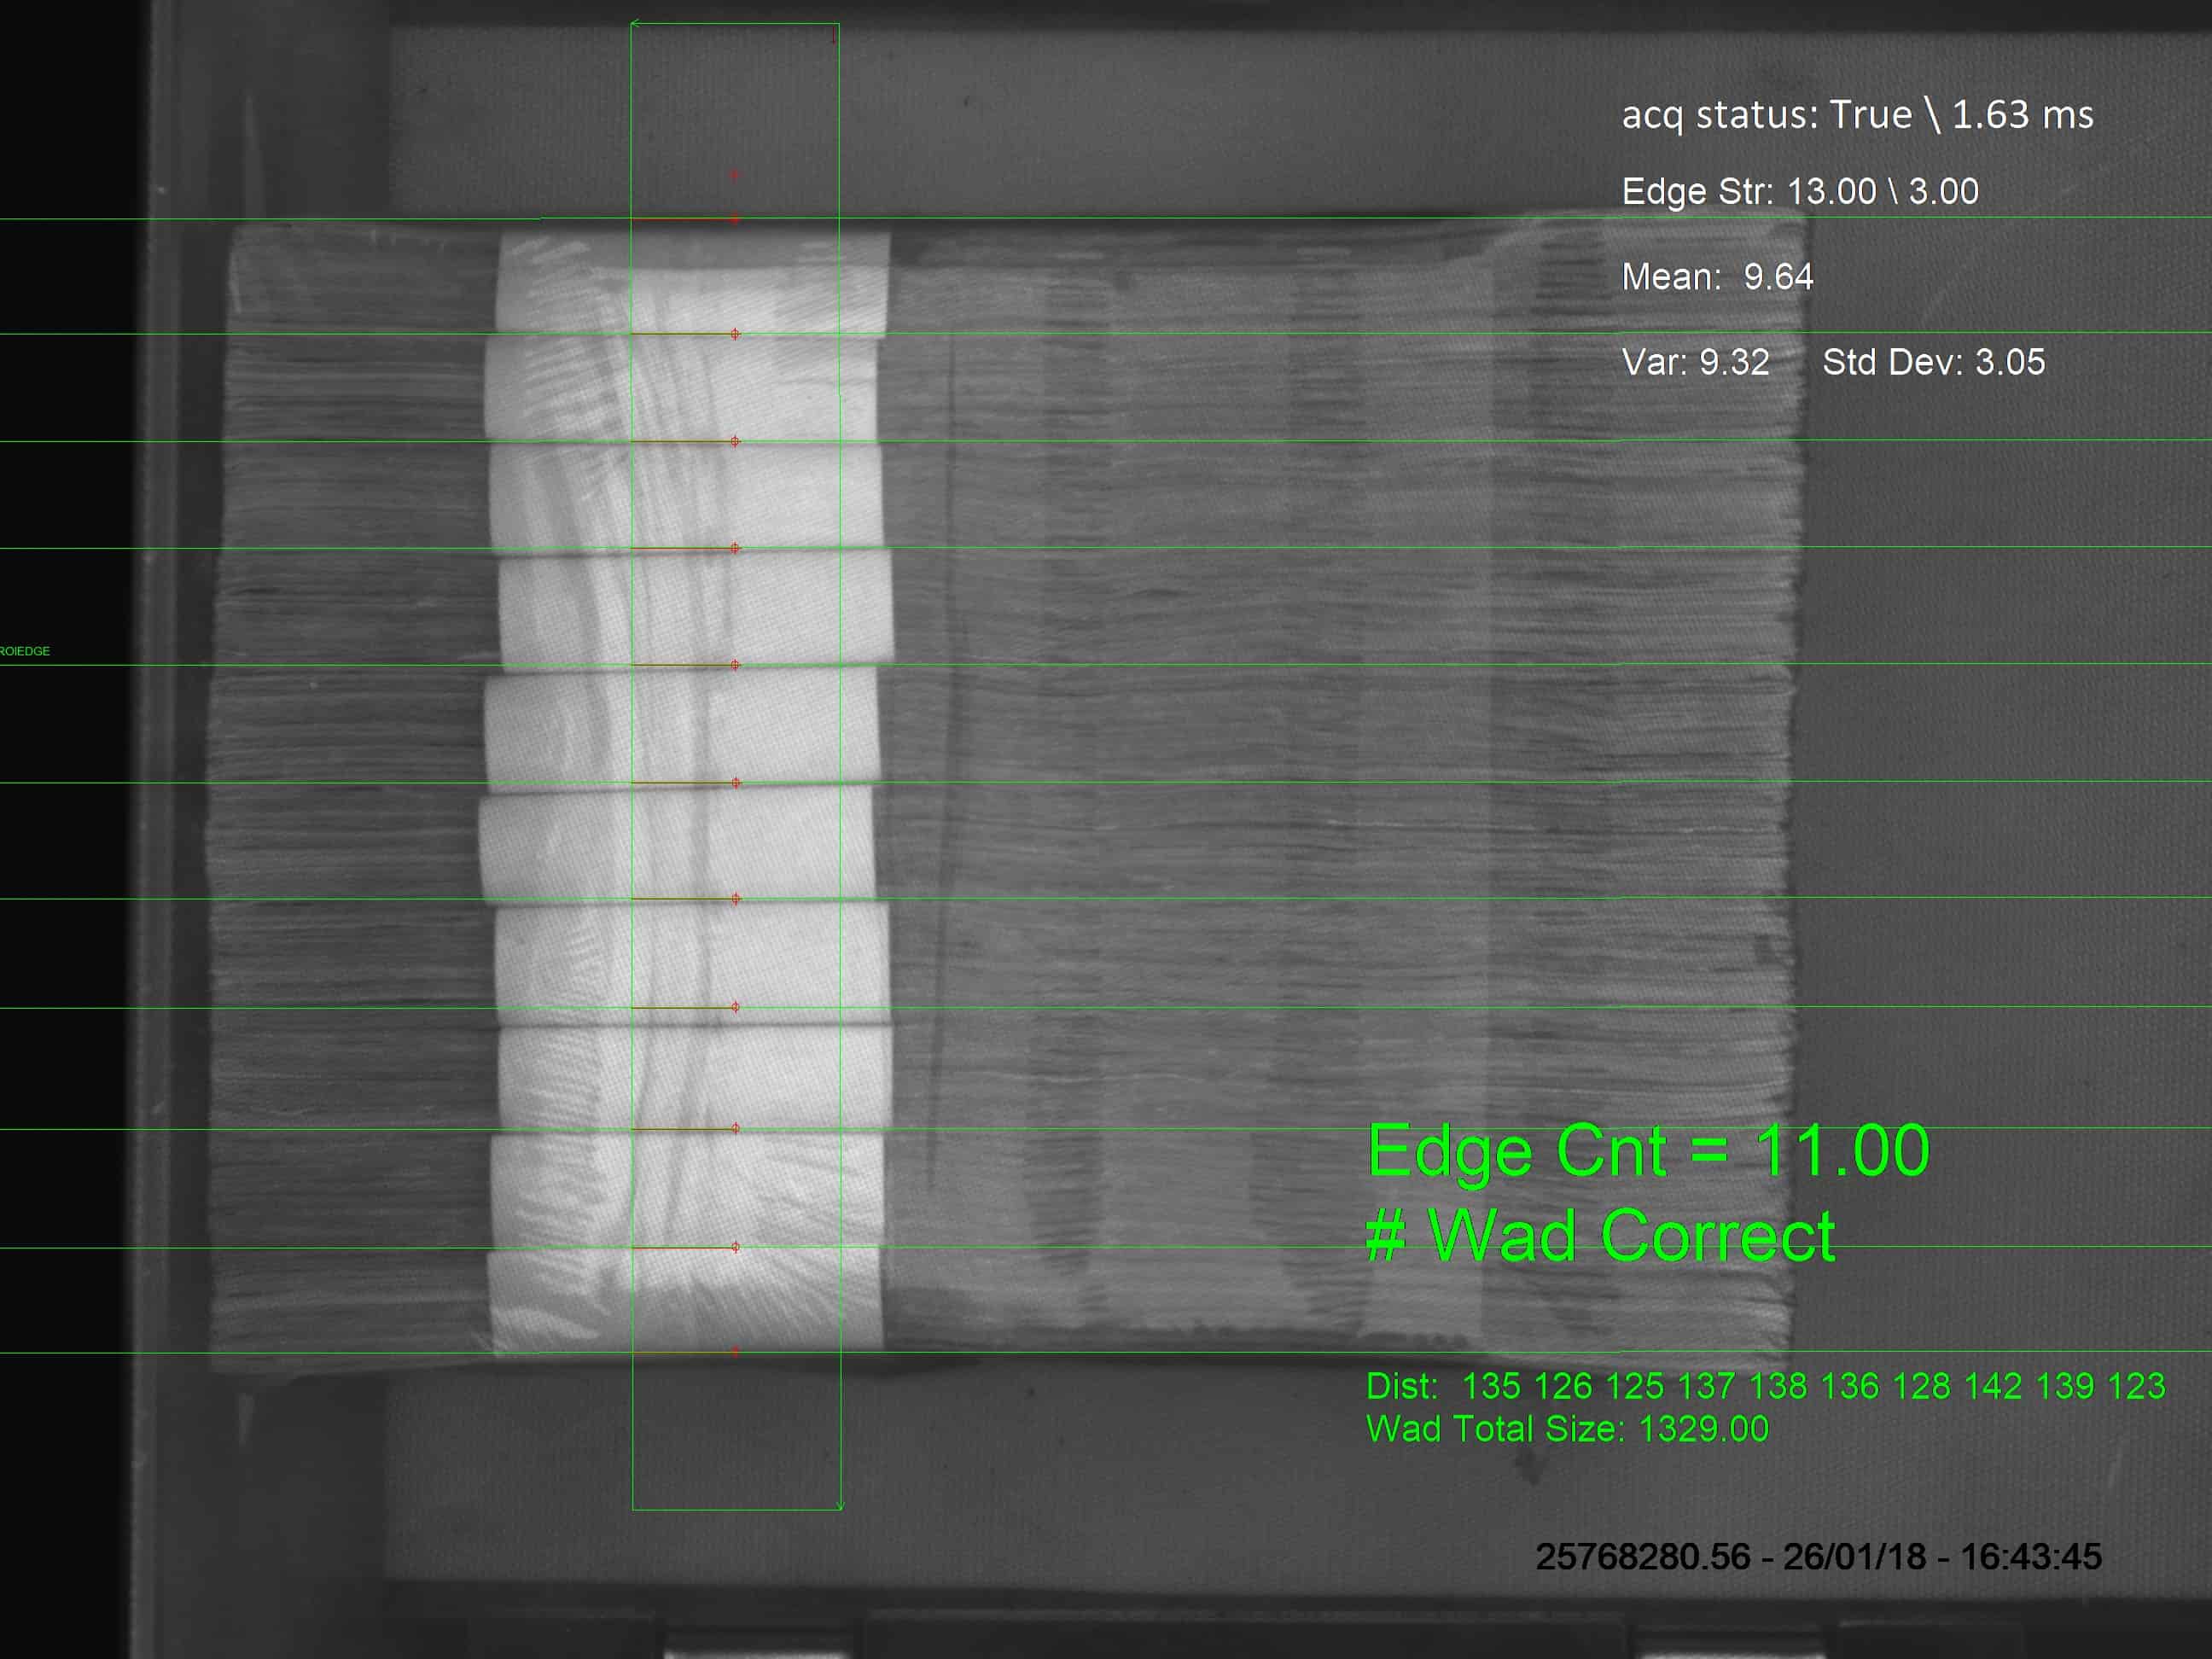 acq status: True \ 1.63 ms
Edge Str: 13.00 \ 3.00
Mean: 9.64
Var: 9.32 Std Dev: 3.05
ROIEDGE
Edge Cnt = 11.00
# Wad Correct
Dist: 135 126 125 137 138 136 128 142 139 123
Wad Total Size: 1329.00
25768280.56 - 26/01/18 - 16:43:45